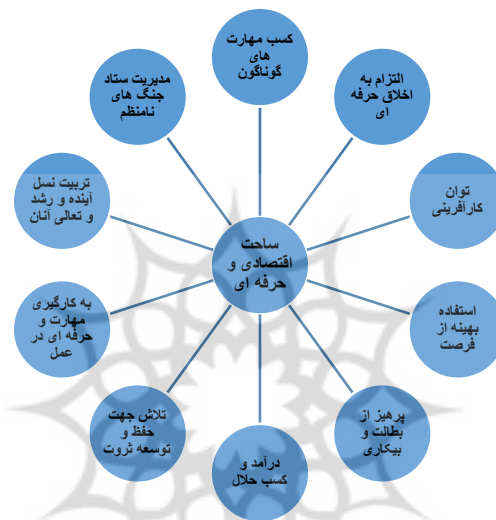 کسب مهارت
های
گوناگون
التزام به
اخلاق حرفه
ای
توان
کارآفرینی
استفاده
بهینه از
فرصت
پرهیز از
بطالت و
بیکاری
درآمد و
کسب حلال
تلاش جهت
حفظ و
توسعه ثروت
به کارگیری
مهارت و
حرفه ای در
عمل
تربیت نسل
آینده و رشد
و تعالی آنان
مدیریت ستاد
جنگ های
نامنظم
ساحت
اقتصادی و
حرفه ای